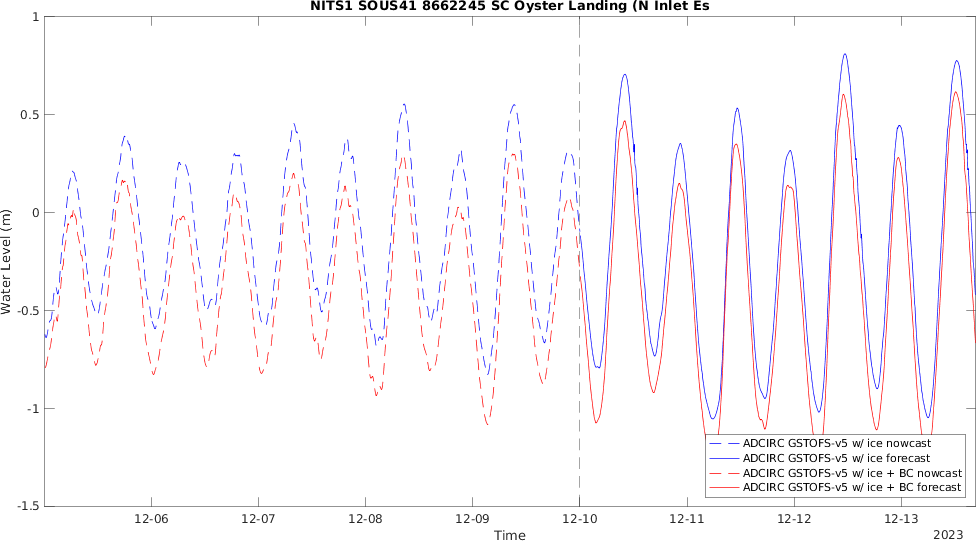 NITS1 SOUS41 8662245 SC Oyster Landing (N Inlet Es
1
0.5
0
-0.5
-1
-1.5
Water Level (m)
12-06 12-07 12-08 12-09 12-10 12-11 12-12 12-13
Time
2023
ADCIRC GSTOFS-v5 w/ ice nowcast
ADCIRC GSTOFS-v5 w/ ice forecast
ADCIRC GSTOFS-v5 w/ ice + BC nowcast
ADCIRC GSTOFS-v5 w/ ice + BC forecast